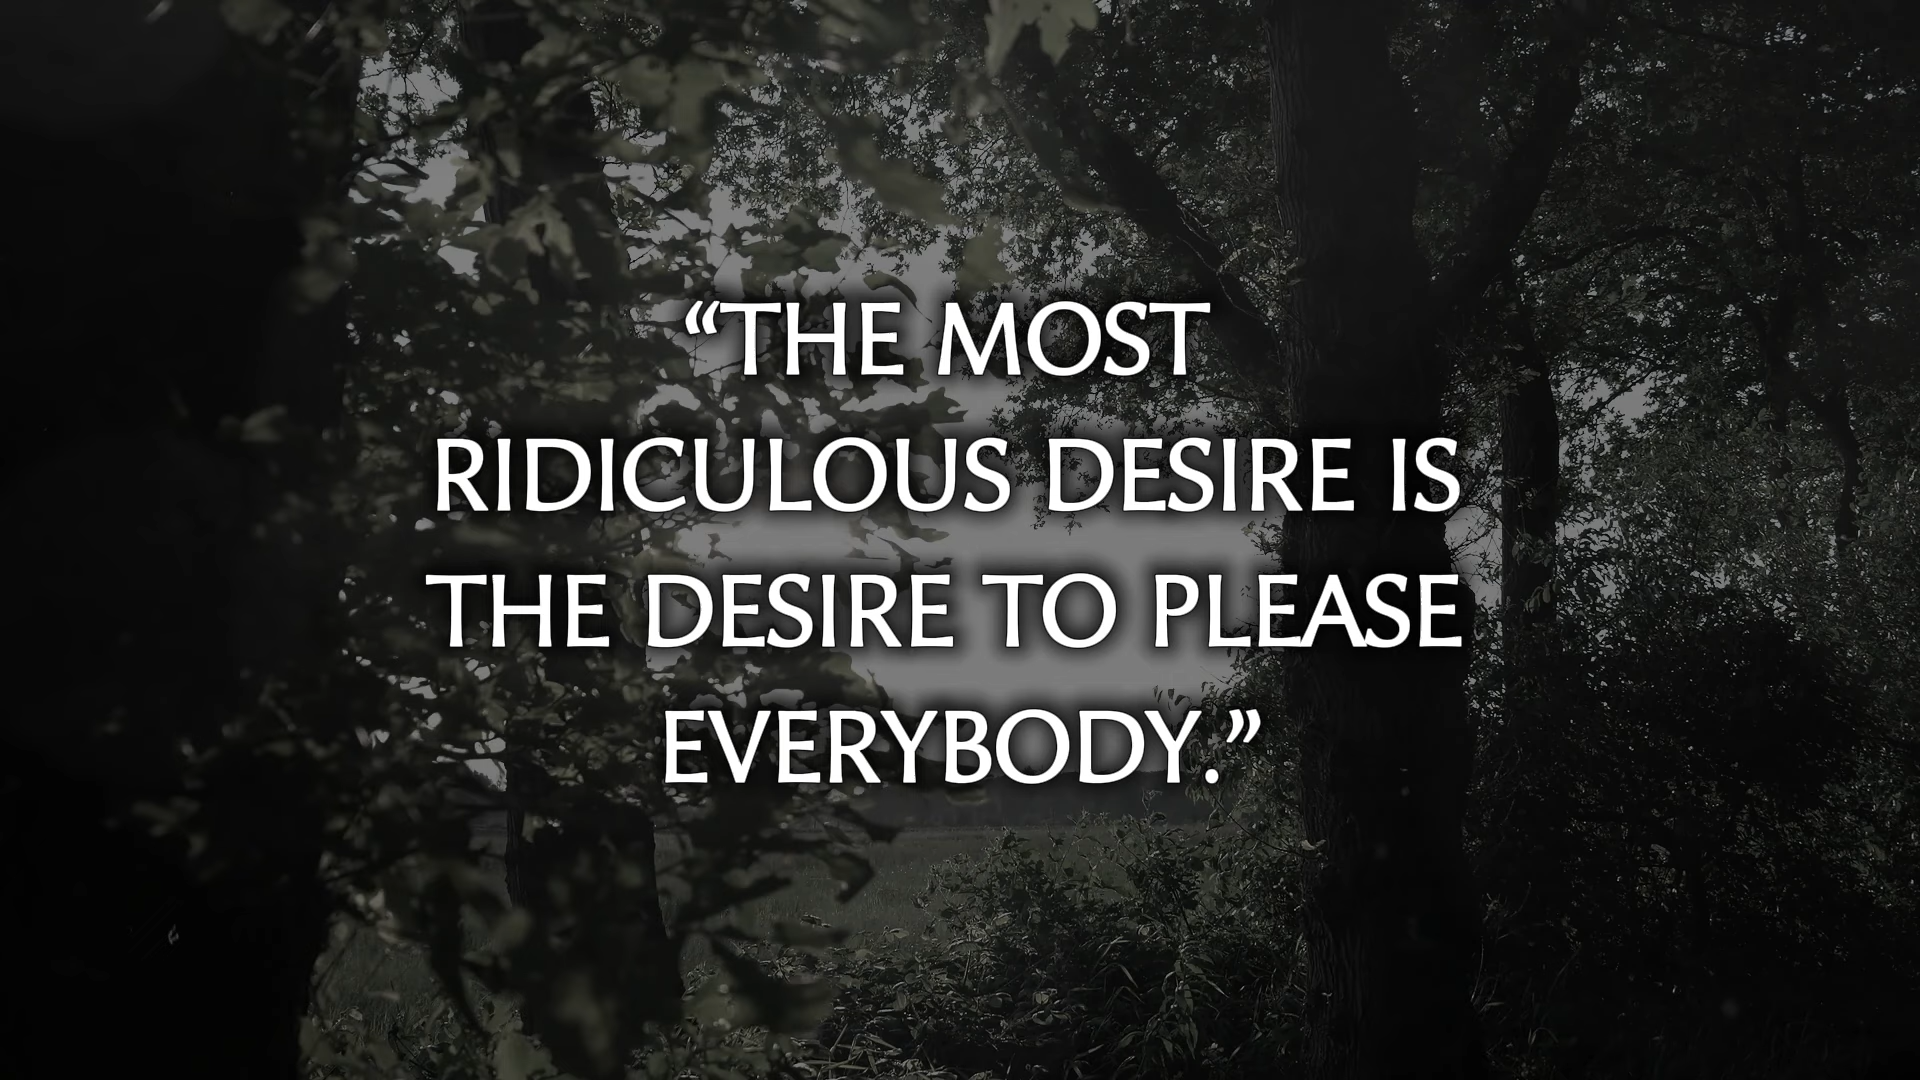 “THE MOST
RIDICULOUS DESIRE IS
THE DESIRE TO PLEASE
EVERYBODY.”